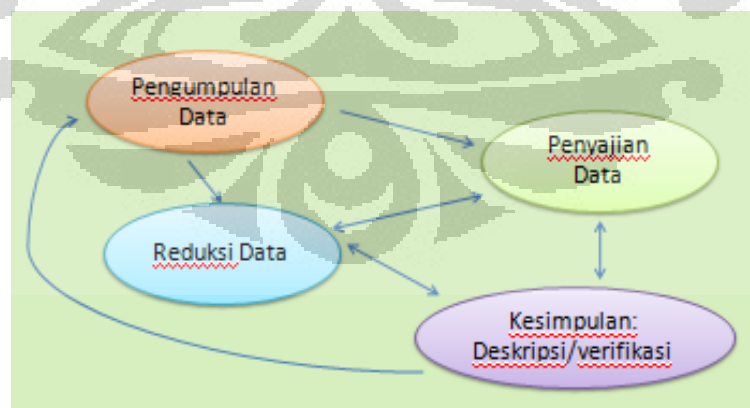 Pengumpulan
Data
Penyajian
Data
Reduksi Data
Kesimpulan:
Deskripsi/verifikasi